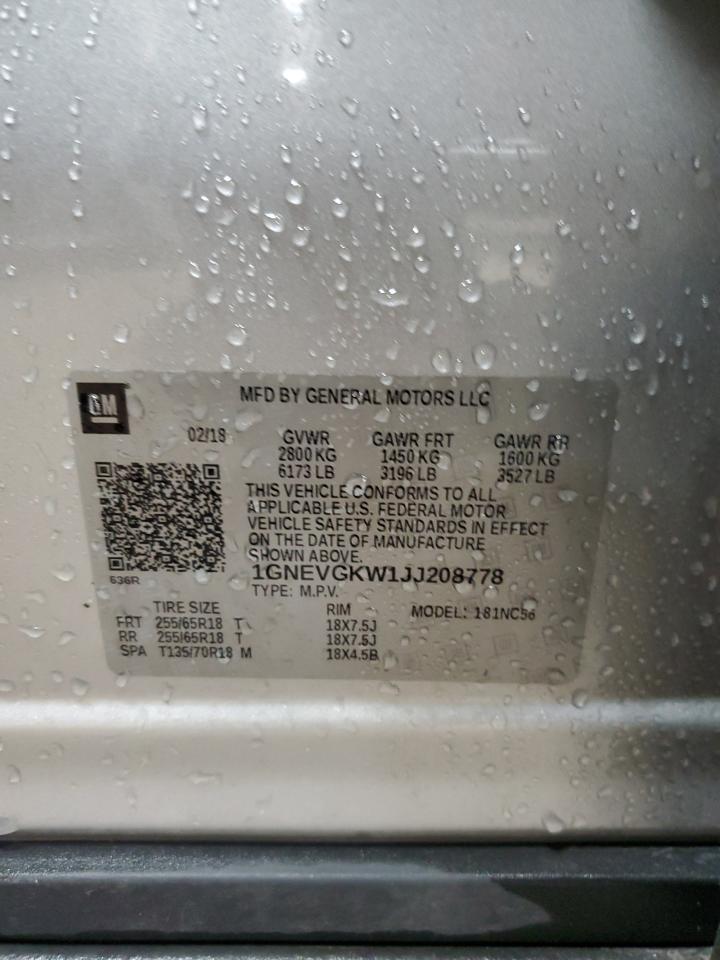 GM
MFD BY GENERAL MOTORS LLC
02/18 GVWR GAWR FRT GAWR RR
2800 KG 1450 KG 1600 KG
6173 LB 3196 LB 3527 LB
THIS VEHICLE CONFORMS TO ALL
APPLICABLE U.S. FEDERAL MOTOR
VEHICLE SAFETY STANDARDS IN EFFECT
ON THE DATE OF MANUFACTURE
SHOWN ABOVE.
1GNEVGKW1JJ208778
636R
TYPE: M.P.V.
TIRE SIZE RIM MODEL: 181NC56
FRT 255/65R18 T 18X7.5J
RR 255/65R18 T 18X7.5J
SPA T135/70R18 M 18X4.5B